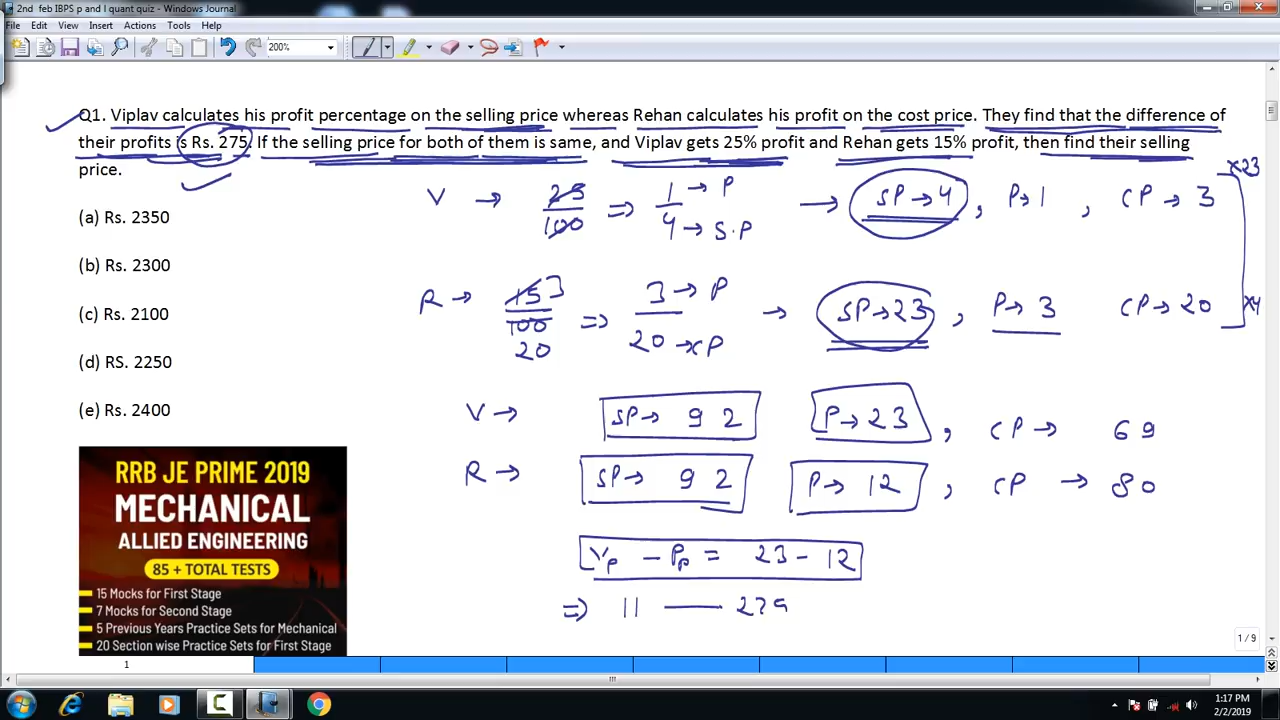 2nd feb IBPS p and I quant quiz - Windows Journal
File Edit View Insert Actions Tools Help
200%
Q1. Viplav calculates his profit percentage on the selling price whereas Rehan calculates his profit on the cost price. They find that the difference of
their profits is Rs. 275. If the selling price for both of them is same, and Viplav gets 25% profit and Rehan gets 15% profit, then find their selling
price.
x23
V → 25/100 ⇒ 1 → P / 4 → S.P → SP → 4, P → 1, CP → 3
(a) Rs. 2350
(b) Rs. 2300
R → 15 3/100 20 ⇒ 3 → P / 20 → CP → SP → 23, P → 3 CP → 20 x4
(c) Rs. 2100
(d) RS. 2250
(e) Rs. 2400
V → SP → 92 P → 23, CP → 69
R → SP → 92 P → 12, CP → 80
Vp - Pp = 23 - 12
⇒ 11 — 275
RRB JE PRIME 2019
MECHANICAL
ALLIED ENGINEERING
85 + TOTAL TESTS
15 Mocks for First Stage
7 Mocks for Second Stage
5 Previous Years Practice Sets for Mechanical
20 Section wise Practice Sets for First Stage
1 / 9
1
1:17 PM
2/2/2019